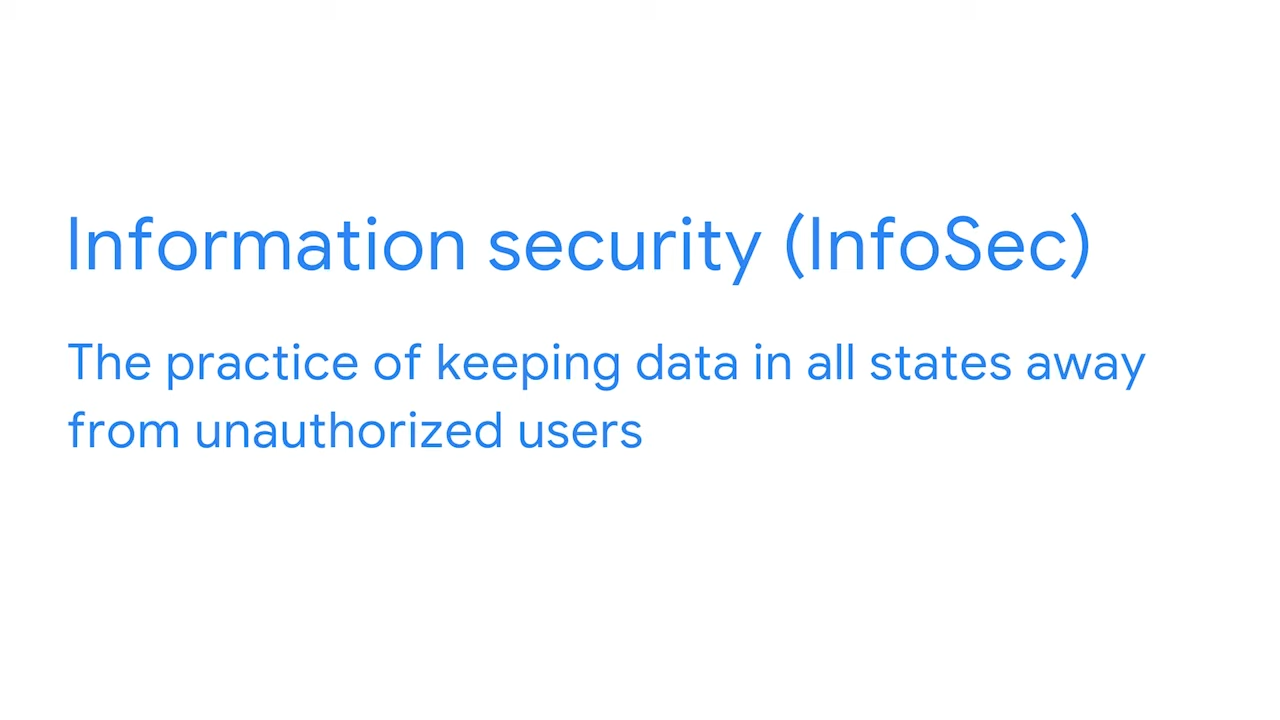 Information security (InfoSec)
The practice of keeping data in all states away
from unauthorized users